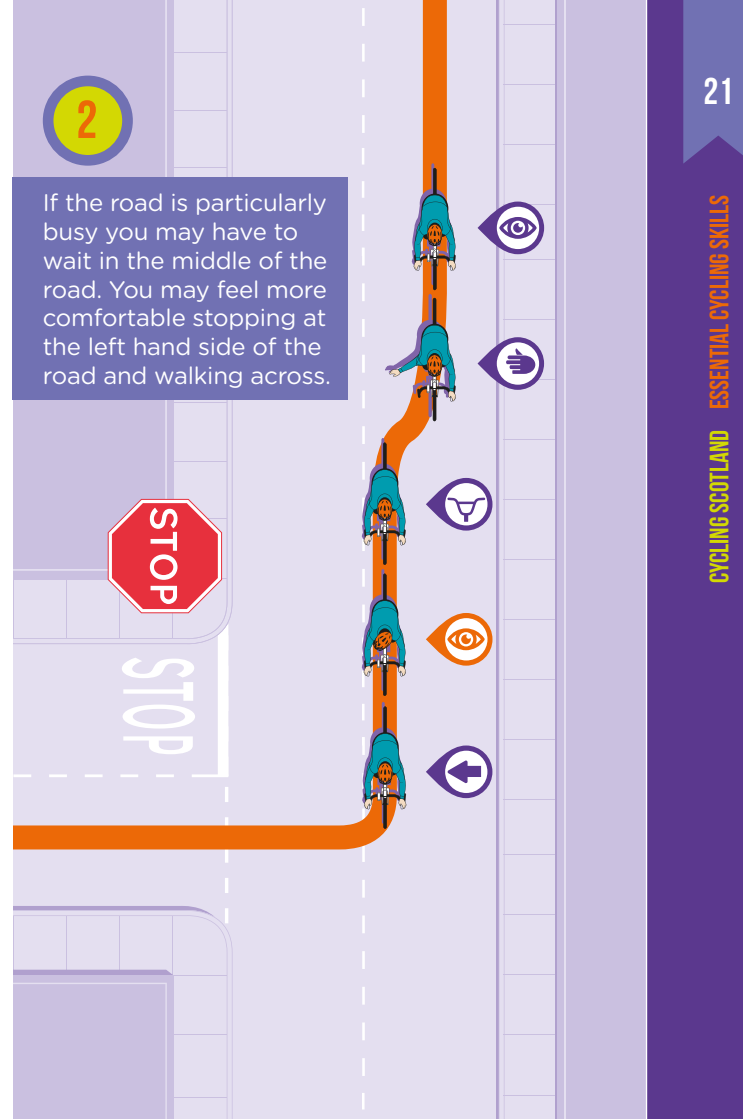 2
If the road is particularly
busy you may have to
wait in the middle of the
road. You may feel more
comfortable stopping at
the left hand side of the
road and walking across.
STOP
STOP
21
CYCLING SCOTLAND ESSENTIAL CYCLING SKILLS